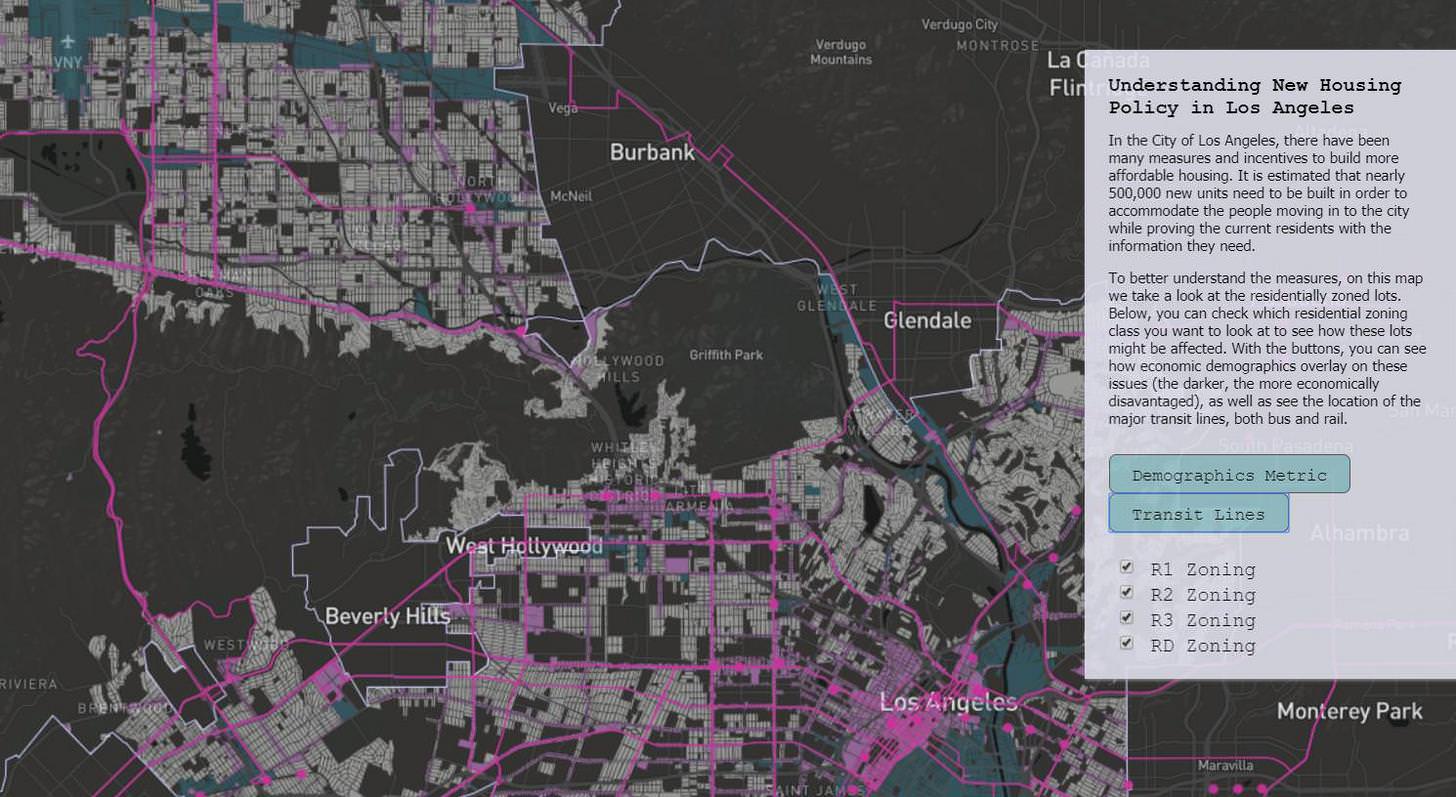 Verdugo City
VNY
Verdugo
Mountains
MONTROSE
La Canada
Flint
Vega
Burbank
NORTH
HOLLYWOOD
McNeil
OAKS
WEST
GLENDALE
Glendale
Griffith Park
HOLLYWOOD
HILLS
ATWATER
WHITLEY
HEIGHTS
HISTORIC
DISTRICT
LITTLE
ARMENIA
West Hollywood
Beverly Hills
WESTWOOD
RIVIERA
BRENTWOOD
Los Angeles
SAINT JAMES
Understanding New Housing
Policy in Los Angeles
In the City of Los Angeles, there have been
many measures and incentives to build more
affordable housing. It is estimated that nearly
500,000 new units need to be built in order to
accommodate the people moving in to the city
while proving the current residents with the
information they need.
To better understand the measures, on this map
we take a look at the residentially zoned lots.
Below, you can check which residential zoning
class you want to look at to see how these lots
might be affected. With the buttons, you can see
how economic demographics overlay on these
issues (the darker, the more economically
disavantaged), as well as see the location of the
major transit lines, both bus and rail.
San Mar
South Pasadena
Demographics Metric
Transit Lines
Alhambra
R1 Zoning
R2 Zoning
R3 Zoning
RD Zoning
Monterey Park
Maravilla